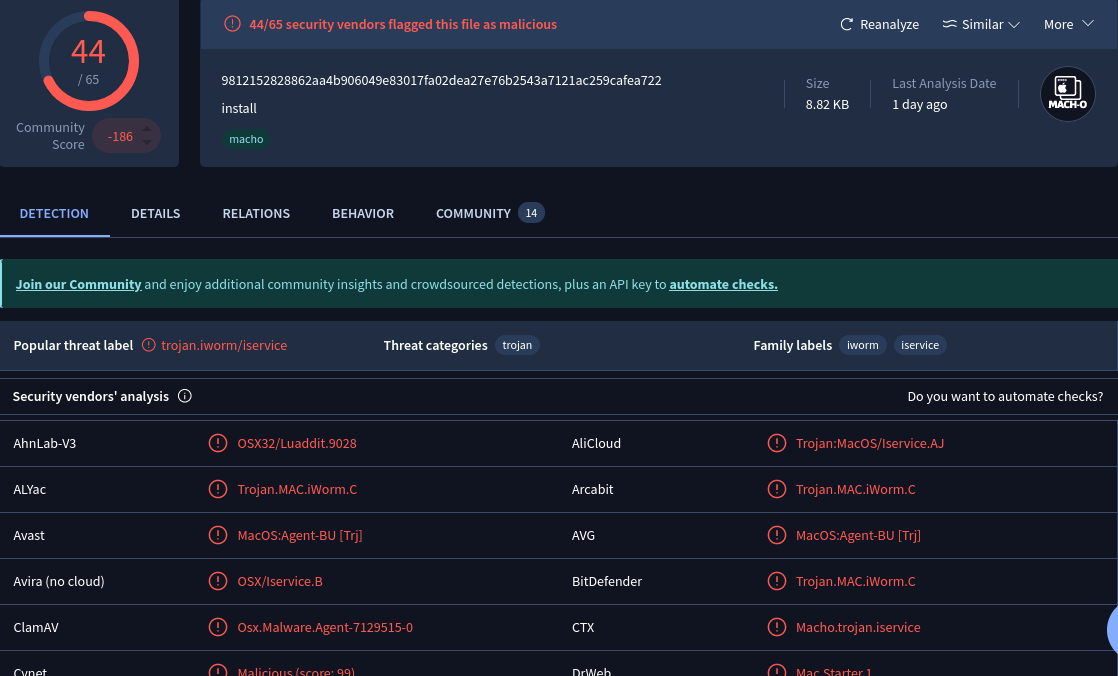 44
/ 65
Community
Score
-186
44/65 security vendors flagged this file as malicious
Reanalyze
Similar
More
9812152828862aa4b906049e83017fa02dea27e76b2543a7121ac259cafea722
install
macho
Size
8.82 KB
Last Analysis Date
1 day ago
MACH-O
DETECTION
DETAILS
RELATIONS
BEHAVIOR
COMMUNITY 14
Join our Community and enjoy additional community insights and crowdsourced detections, plus an API key to automate checks.
Popular threat label trojan.iworm/iservice
Threat categories trojan
Family labels iworm iservice
Security vendors' analysis
Do you want to automate checks?
AhnLab-V3 OSX32/Luaddit.9028
AliCloud Trojan:MacOS/Iservice.AJ
ALYac Trojan.MAC.iWorm.C
Arcabit Trojan.MAC.iWorm.C
Avast MacOS:Agent-BU [Trj]
AVG MacOS:Agent-BU [Trj]
Avira (no cloud) OSX/Iservice.B
BitDefender Trojan.MAC.iWorm.C
ClamAV Osx.Malware.Agent-7129515-0
CTX Macho.trojan.iservice
Cynet Malicious (score: 99)
DrWeb Mac.Starter.1